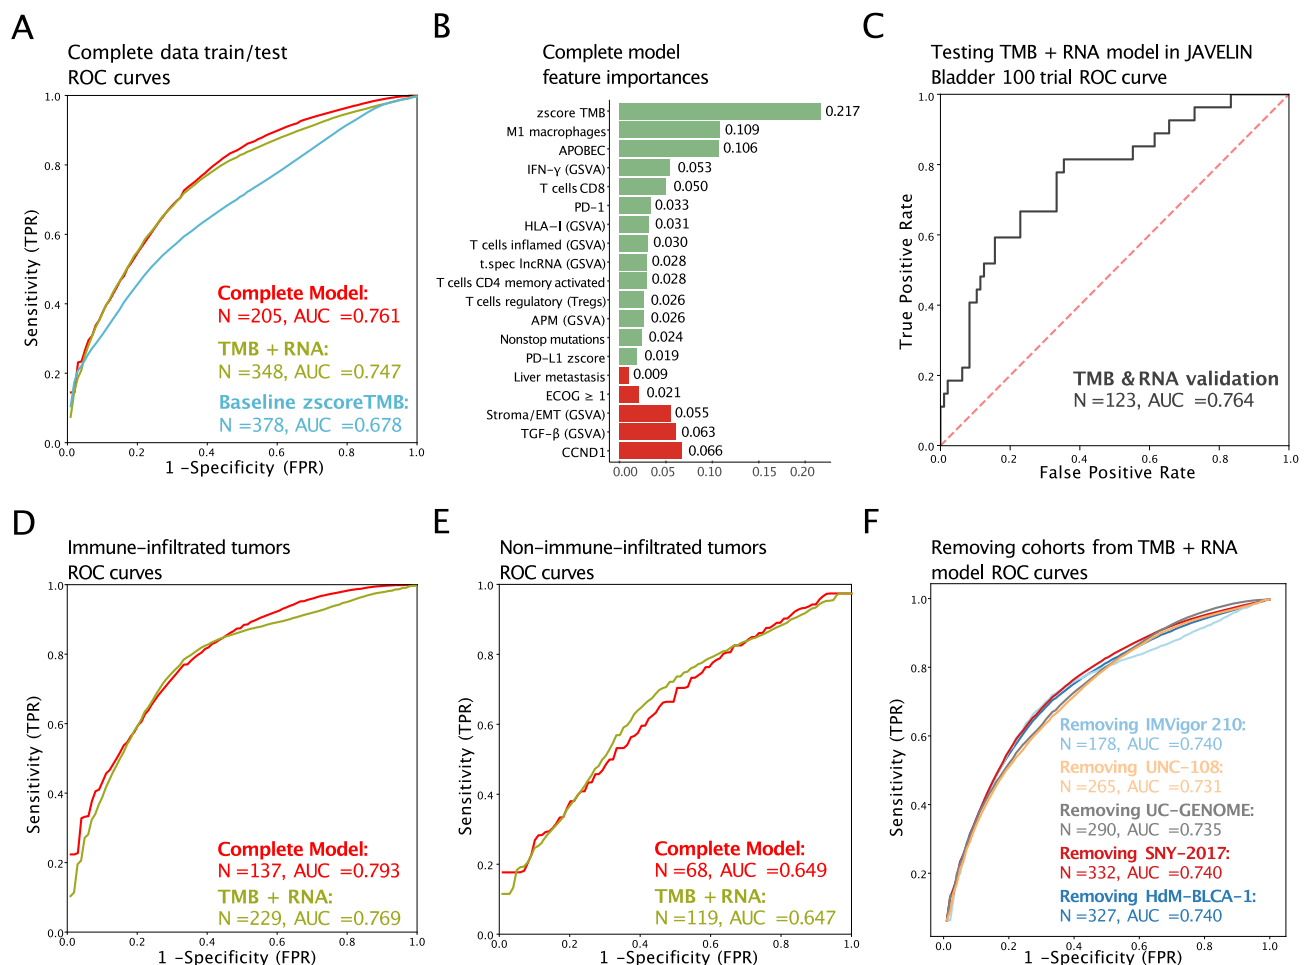 A
Complete data train/test
ROC curves
1.0
0.8
0.6
0.4
0.2
0.0
Sensitivity (TPR)
Complete Model:
N =205, AUC =0.761
TMB + RNA:
N =348, AUC =0.747
Baseline zscoreTMB:
N =378, AUC =0.678
0.0 0.2 0.4 0.6 0.8 1.0
1 -Specificity (FPR)
B
Complete model
feature importances
zscore TMB 0.217
M1 macrophages 0.109
APOBEC 0.106
IFN-γ (GSVA) 0.053
T cells CD8 0.050
PD-1 0.033
HLA-I (GSVA) 0.031
T cells inflamed (GSVA) 0.030
t.spec lncRNA (GSVA) 0.028
T cells CD4 memory activated 0.028
T cells regulatory (Tregs) 0.026
APM (GSVA) 0.026
Nonstop mutations 0.024
PD-L1 zscore 0.019
Liver metastasis 0.009
ECOG ≥ 1 0.021
Stroma/EMT (GSVA) 0.055
TGF-β (GSVA) 0.063
CCND1 0.066
0.00 0.05 0.10 0.15 0.20
C
Testing TMB + RNA model in JAVELIN
Bladder 100 trial ROC curve
1.0
0.8
0.6
0.4
0.2
0.0
True Positive Rate
TMB & RNA validation
N =123, AUC =0.764
0.0 0.2 0.4 0.6 0.8 1.0
False Positive Rate
D
Immune-infiltrated tumors
ROC curves
1.0
0.8
0.6
0.4
0.2
0.0
Sensitivity (TPR)
Complete Model:
N =137, AUC =0.793
TMB + RNA:
N =229, AUC =0.769
0.0 0.2 0.4 0.6 0.8 1.0
1 -Specificity (FPR)
E
Non-immune-infiltrated tumors
ROC curves
1.0
0.8
0.6
0.4
0.2
0.0
Sensitivity (TPR)
Complete Model:
N =68, AUC =0.649
TMB + RNA:
N =119, AUC =0.647
0.0 0.2 0.4 0.6 0.8 1.0
1 -Specificity (FPR)
F
Removing cohorts from TMB + RNA
model ROC curves
1.0
0.8
0.6
0.4
0.2
Sensitivity (TPR)
Removing IMVigor 210:
N =178, AUC =0.740
Removing UNC-108:
N =265, AUC =0.731
Removing UC-GENOME:
N =290, AUC =0.735
Removing SNY-2017:
N =332, AUC =0.740
Removing HdM-BLCA-1:
N =327, AUC =0.740
0.0 0.2 0.4 0.6 0.8 1.0
1 -Specificity (FPR)